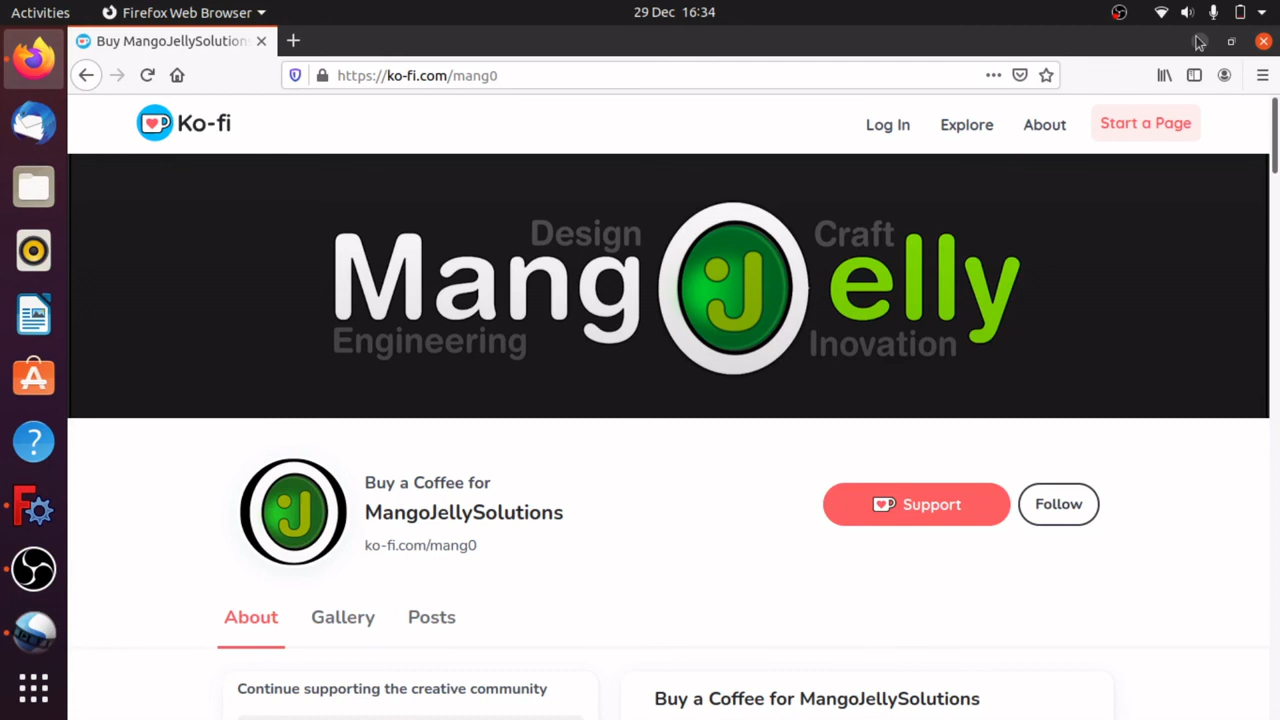 Activities
Firefox Web Browser
29 Dec 16:34
Buy MangoJellySolution
https://ko-fi.com/mang0
Ko-fi
Log In
Explore
About
Start a Page
Design
Craft
Mang
J
elly
Engineering
Inovation
J
Buy a Coffee for
MangoJellySolutions
ko-fi.com/mang0
Support
Follow
About
Gallery
Posts
Continue supporting the creative community
Buy a Coffee for MangoJellySolutions